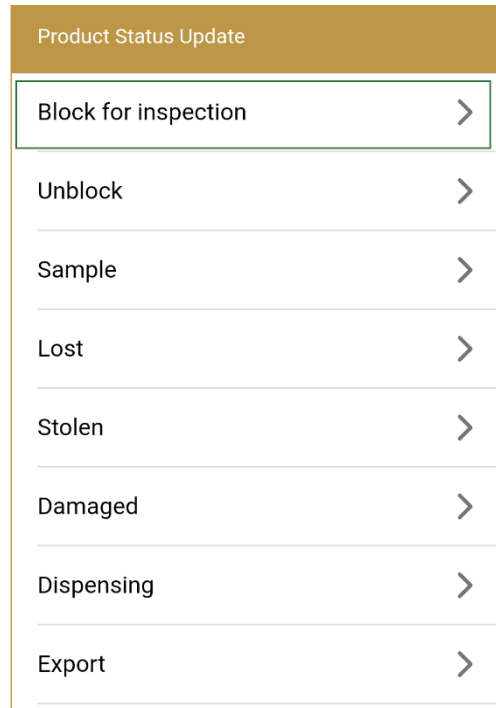 Product Status Update
Block for inspection
Unblock
Sample
Lost
Stolen
Damaged
Dispensing
Export